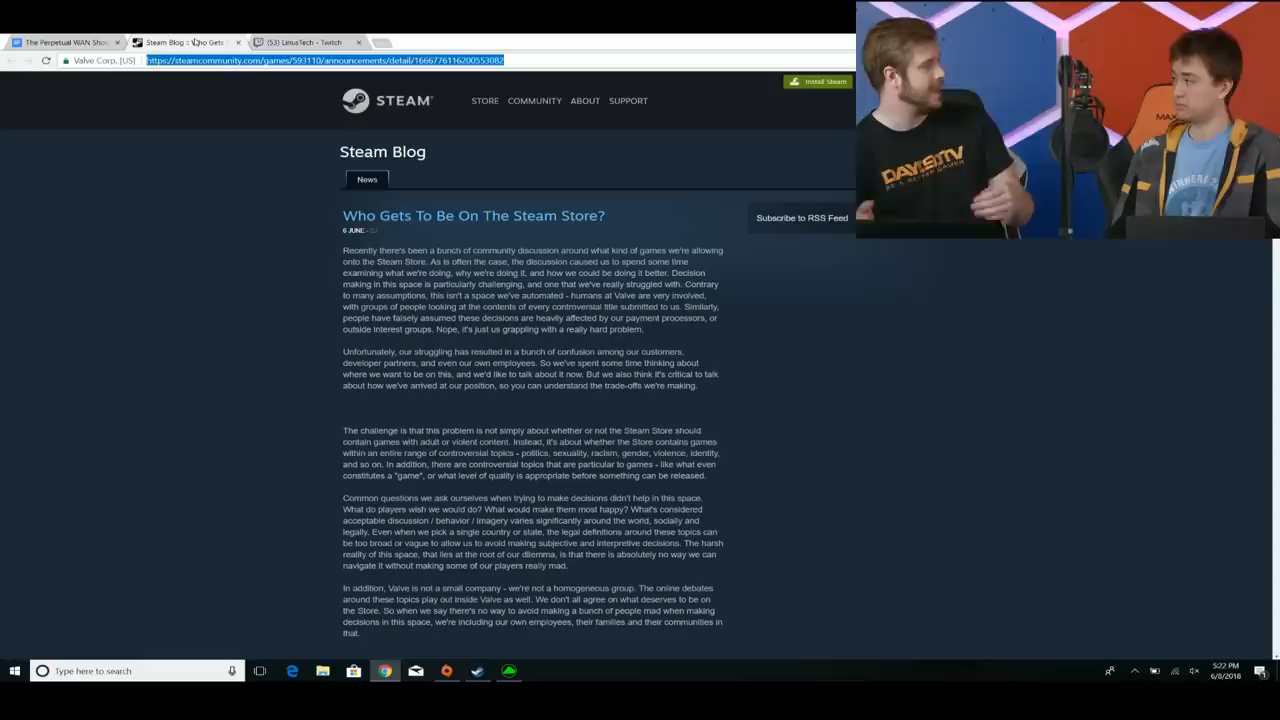 The Perpetual WAN Sho
Steam Blog :: Who Gets
(53) LinusTech - Twitch
Valve Corp. [US]
https://steamcommunity.com/games/593110/announcements/detail/1666776116200553082
STEAM
STORE
COMMUNITY
ABOUT
SUPPORT
Install Steam
Steam Blog
News
Who Gets To Be On The Steam Store?
6 JUNE -
Subscribe to RSS Feed
Recently there's been a bunch of community discussion around what kind of games we're allowing
onto the Steam Store. As is often the case, the discussion caused us to spend some time
examining what we're doing, why we're doing it, and how we could be doing it better. Decision
making in this space is particularly challenging, and one that we've really struggled with. Contrary
to many assumptions, this isn't a space we've automated - humans at Valve are very involved,
with groups of people looking at the contents of every controversial title submitted to us. Similarly,
people have falsely assumed these decisions are heavily affected by our payment processors, or
outside interest groups. Nope, it's just us grappling with a really hard problem.
Unfortunately, our struggling has resulted in a bunch of confusion among our customers,
developer partners, and even our own employees. So we've spent some time thinking about
where we want to be on this, and we'd like to talk about it now. But we also think it's critical to talk
about how we've arrived at our position, so you can understand the trade-offs we're making.
The challenge is that this problem is not simply about whether or not the Steam Store should
contain games with adult or violent content. Instead, it's about whether the Store contains games
within an entire range of controversial topics - politics, sexuality, racism, gender, violence, identity,
and so on. In addition, there are controversial topics that are particular to games - like what even
constitutes a "game", or what level of quality is appropriate before something can be released.
Common questions we ask ourselves when trying to make decisions didn't help in this space.
What do players wish we would do? What would make them most happy? What's considered
acceptable discussion / behavior / imagery varies significantly around the world, socially and
legally. Even when we pick a single country or state, the legal definitions around these topics can
be too broad or vague to allow us to avoid making subjective and interpretive decisions. The harsh
reality of this space, that lies at the root of our dilemma, is that there is absolutely no way we can
navigate it without making some of our players really mad.
In addition, Valve is not a small company - we're not a homogeneous group. The online debates
around these topics play out inside Valve as well. We don't all agree on what deserves to be on
the Store. So when we say there's no way to avoid making a bunch of people mad when making
decisions in this space, we're including our own employees, their families and their communities in
that.
DAY[9]TV
BE A BETTER GAMER
MAX
Type here to search
5:22 PM
6/8/2018